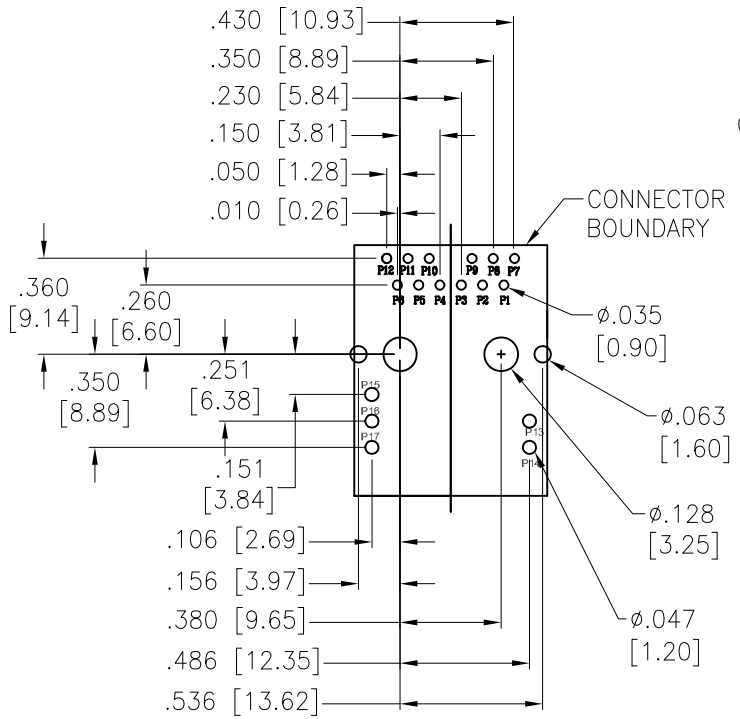 .430 [10.93]
.350 [8.89]
.230 [5.84]
.150 [3.81]
.050 [1.28]
.010 [0.26]
CONNECTOR
BOUNDARY
P12 P11 P10 P9 P8 P7
P6 P5 P4 P3 P2 P1
.360
[9.14]
.260
[6.60]
ø.035
[0.90]
.350
[8.89]
.251
[6.38]
P15
P16
P17
P13
P14
ø.063
[1.60]
.151
[3.84]
ø.128
[3.25]
.106 [2.69]
.156 [3.97]
.380 [9.65]
.486 [12.35]
.536 [13.62]
ø.047
[1.20]